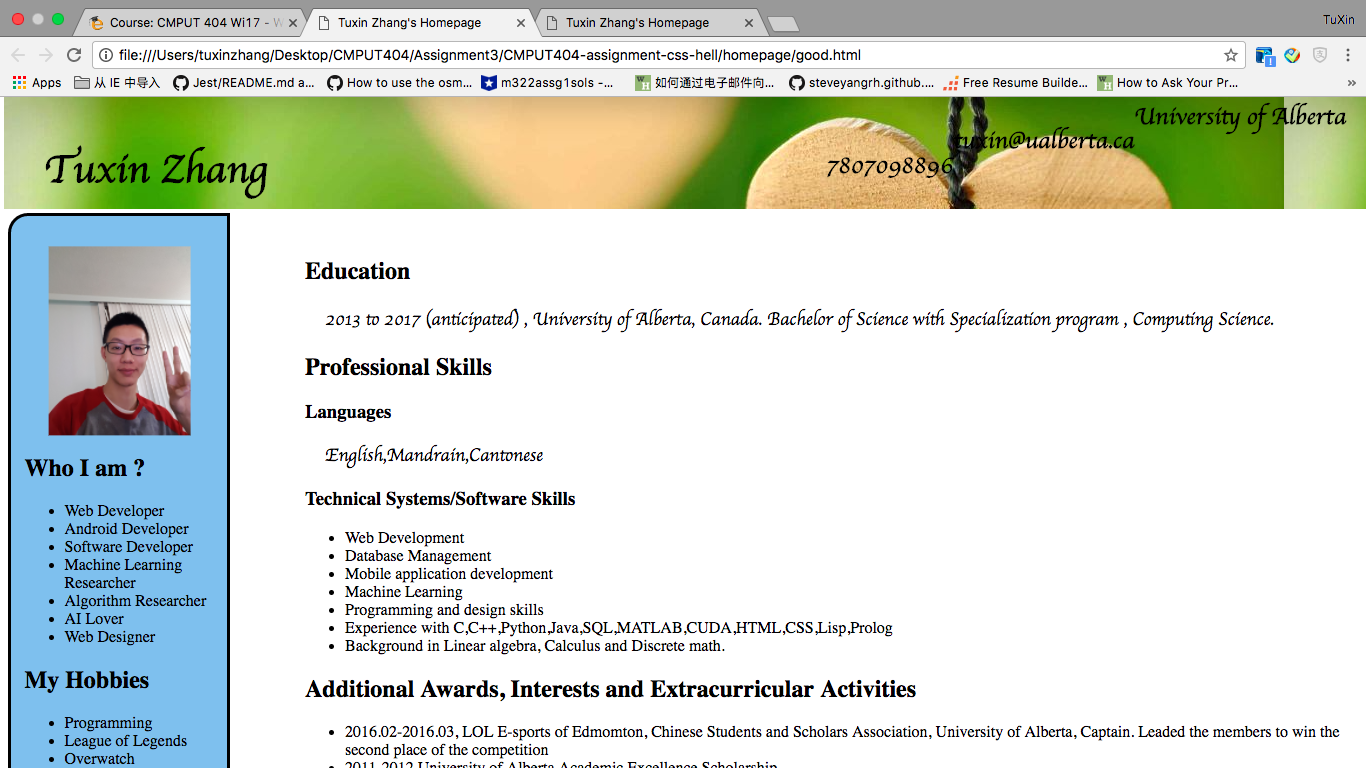 TuXin
Course: CMPUT 404 Wi17 - W
Tuxin Zhang's Homepage
Tuxin Zhang's Homepage
file:///Users/tuxinzhang/Desktop/CMPUT404/Assignment3/CMPUT404-assignment-css-hell/homepage/good.html
Apps 从 IE 中导入 Jest/README.md a... How to use the osm... m322assg1sols -... 如何通过电子邮件向... steveyangrh.github.... Free Resume Builde... How to Ask Your Pr... »
University of Alberta
tuxin@ualberta.ca
7807098896
Tuxin Zhang
Who I am ?
Web Developer
Android Developer
Software Developer
Machine Learning
Researcher
Algorithm Researcher
AI Lover
Web Designer
My Hobbies
Programming
League of Legends
Overwatch
Education
2013 to 2017 (anticipated) , University of Alberta, Canada. Bachelor of Science with Specialization program , Computing Science.
Professional Skills
Languages
English,Mandrain,Cantonese
Technical Systems/Software Skills
Web Development
Database Management
Mobile application development
Machine Learning
Programming and design skills
Experience with C,C++,Python,Java,SQL,MATLAB,CUDA,HTML,CSS,Lisp,Prolog
Background in Linear algebra, Calculus and Discrete math.
Additional Awards, Interests and Extracurricular Activities
2016.02-2016.03, LOL E-sports of Edmomton, Chinese Students and Scholars Association, University of Alberta, Captain. Leaded the members to win the
second place of the competition
2011-2012 University of Alberta Academic Excellence Scholarship